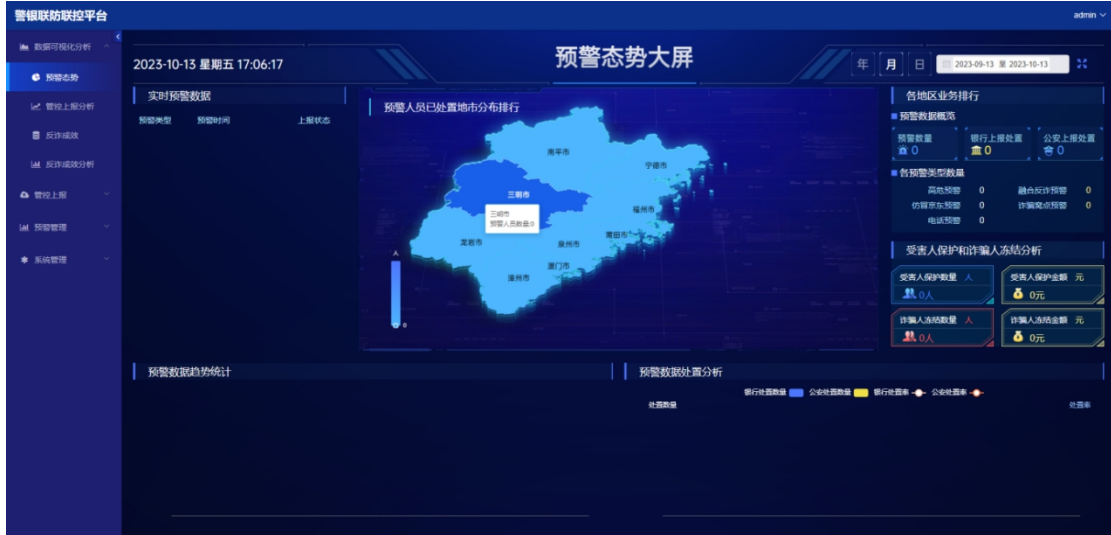 警银联防联控平台
admin
数据可视化分析
预警态势
管控上报分析
反诈成效
反诈成效分析
管控上报
预警管理
系统管理
2023-10-13 星期五 17:06:17
预警态势大屏
年 月 日 2023-09-13 至 2023-10-13
实时预警数据
预警类型 预警时间 上报状态
预警人员已处置地市分布排行
南平市
宁德市
三明市
三明市
预警人员数量:0
福州市
莆田市
龙岩市
泉州市
厦门市
漳州市
人
0
各地区业务排行
预警数据概览
预警数量 银行上报处置 公安上报处置
0 0 0
各预警类型数量
高危预警 0 融合反诈预警 0
仿冒京东预警 0 诈骗窝点预警 0
电话预警 0
受害人保护和诈骗人冻结分析
受害人保护数量 人 受害人保护金额 元
0人 0元
诈骗人冻结数量 人 诈骗人冻结金额 元
0人 0元
预警数据趋势统计
预警数据处置分析
银行处置数量 公安处置数量 银行处置率 公安处置率
处置数量 处置率